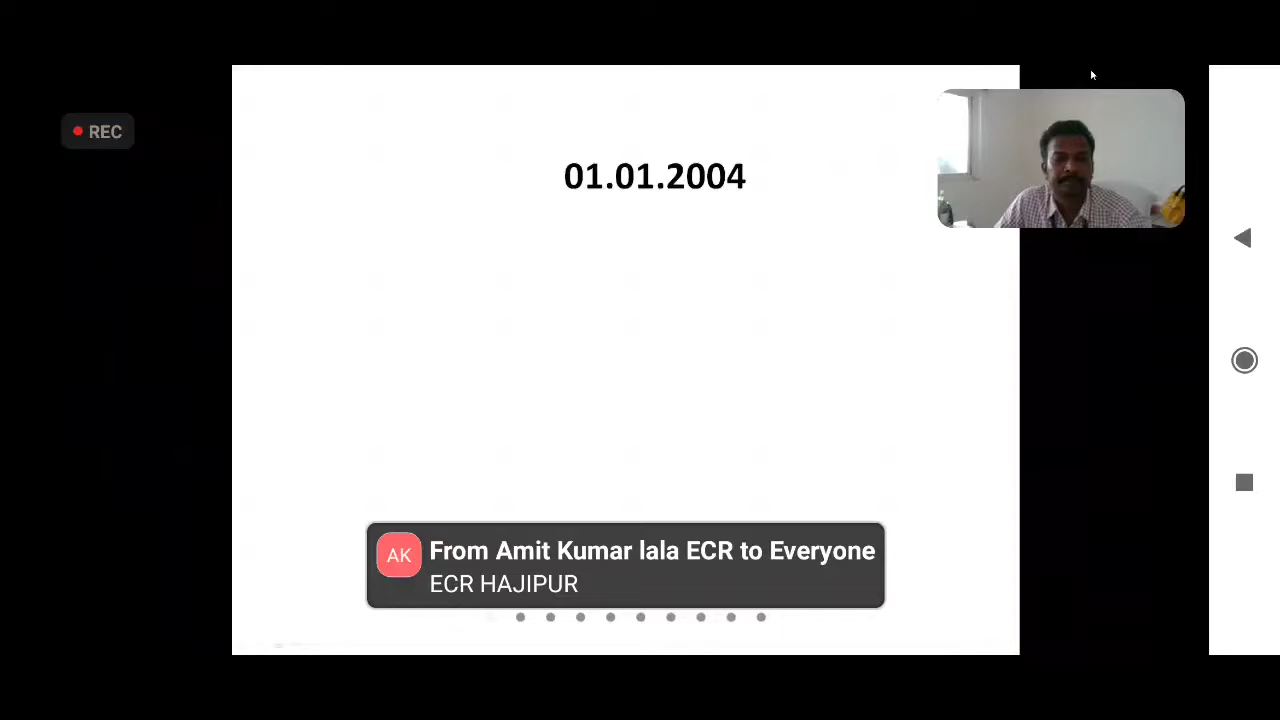 REC
01.01.2004
AK
From Amit Kumar lala ECR to Everyone
ECR HAJIPUR